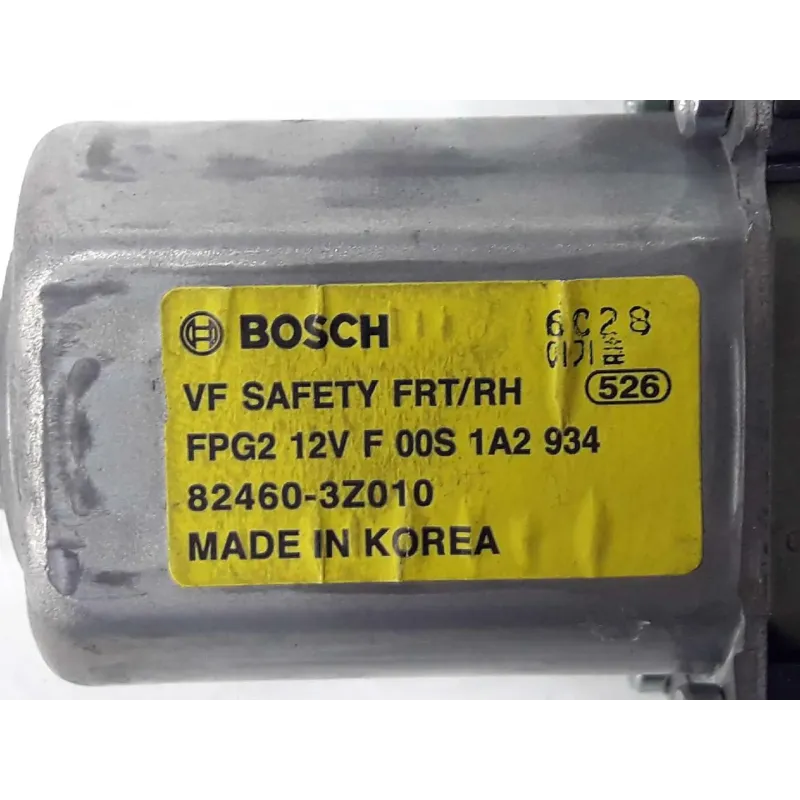 BOSCH 6C28
VF SAFETY FRT/RH 526
FPG2 12V F 00S 1A2 934
82460-3Z010
MADE IN KOREA